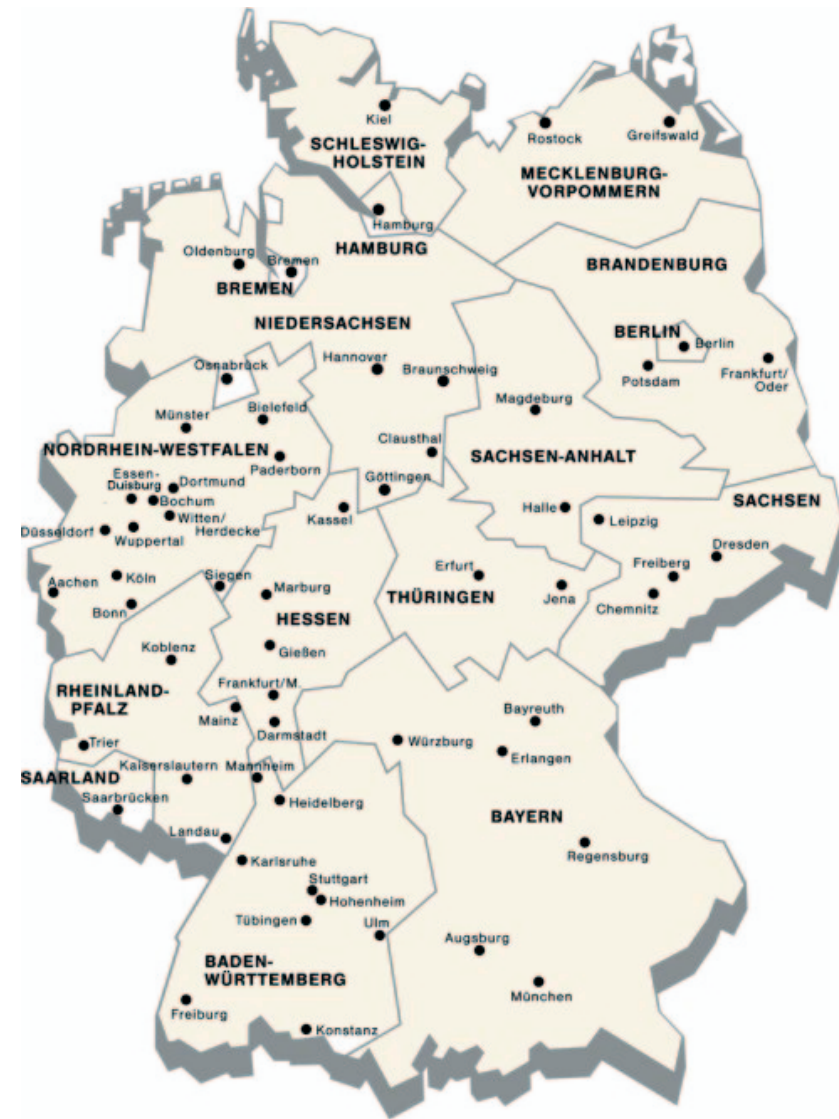 Kiel
SCHLESWIG-
HOLSTEIN
Rostock
Greifswald
MECKLENBURG-
VORPOMMERN
Hamburg
HAMBURG
Oldenburg
Bremen
BREMEN
BRANDENBURG
NIEDERSACHSEN
BERLIN
Berlin
Osnabrück
Hannover
Braunschweig
Potsdam
Frankfurt/
Oder
Münster
Bielefeld
Magdeburg
NORDRHEIN-WESTFALEN
Clausthal
SACHSEN-ANHALT
Paderborn
Essen-
Duisburg
Dortmund
Bochum
Göttingen
SACHSEN
Kassel
Halle
Leipzig
Witten/
Herdecke
Düsseldorf
Wuppertal
Dresden
Aachen
Köln
Siegen
Marburg
Erfurt
Freiberg
THÜRINGEN
Jena
Chemnitz
Bonn
HESSEN
Koblenz
Gießen
RHEINLAND-
PFALZ
Frankfurt/M.
Mainz
Darmstadt
Bayreuth
Trier
Würzburg
Erlangen
SAARLAND
Kaiserslautern
Mannheim
Saarbrücken
Heidelberg
BAYERN
Landau
Karlsruhe
Regensburg
Stuttgart
Hohenheim
Tübingen
Ulm
Augsburg
BADEN-
WÜRTTEMBERG
München
Freiburg
Konstanz